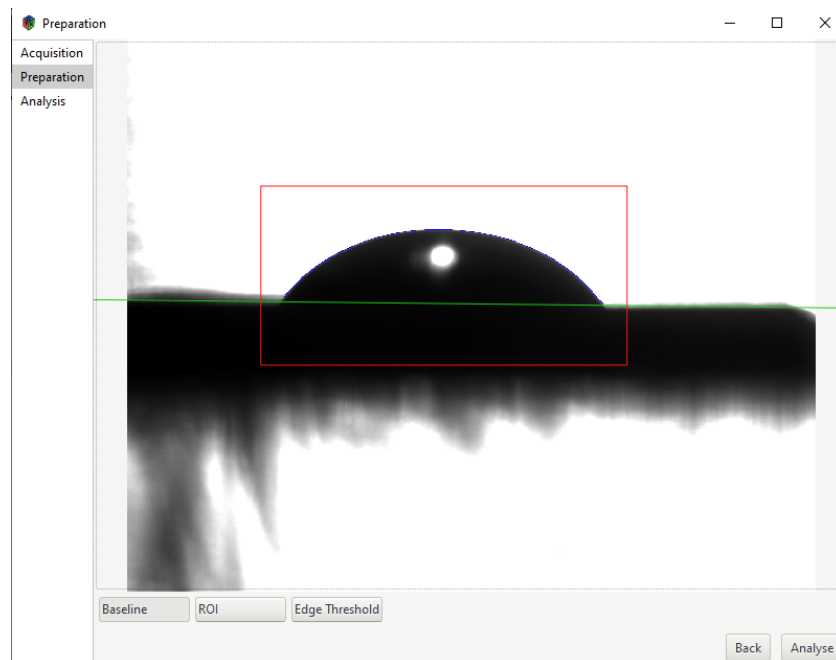 Preparation
Acquisition
Preparation
Analysis
Baseline
ROI
Edge Threshold
Back
Analyse